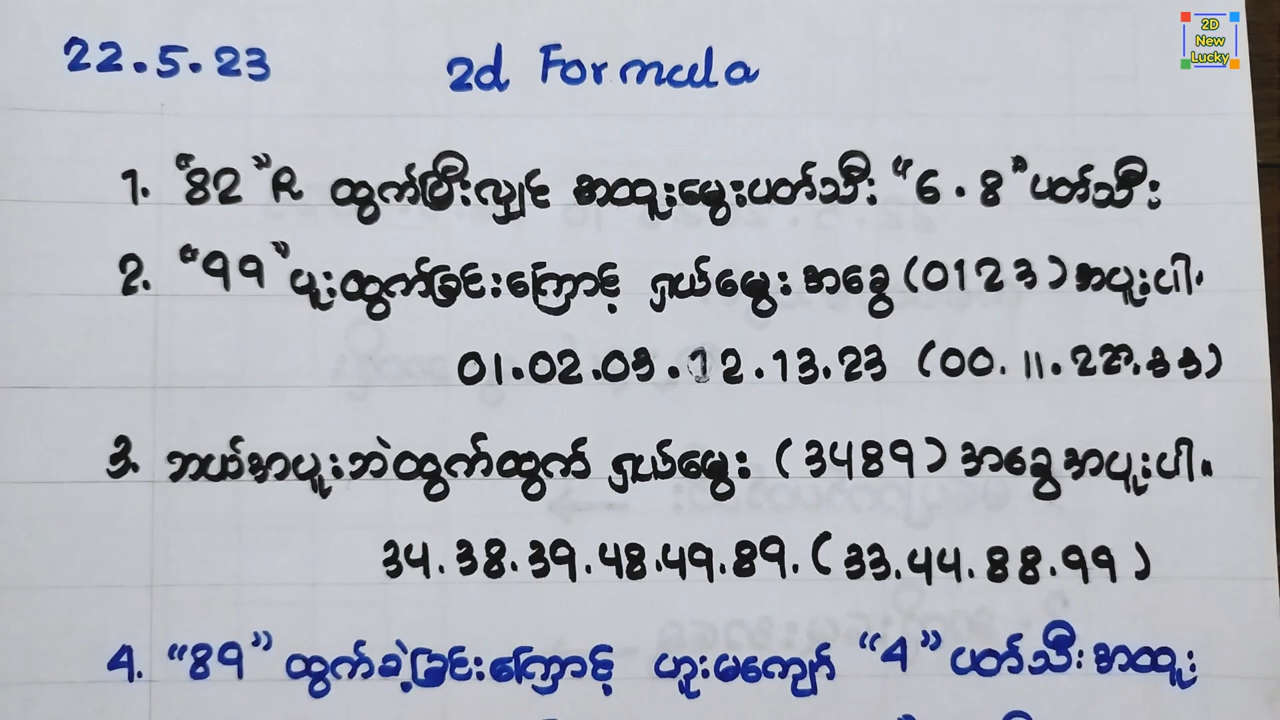 22.5.23 2d Formula
2D
New
Lucky
1. "82" R ထွက်ပြီးလျှင် အထူးမွေးပတ်သီး "6.8" ပတ်သီး
2. "99" ပူးထွက်ခြင်းကြောင့် ရှယ်မွေး အခွေ (0123) အပူးပါ.
01.02.03.12.13.23 (00.11.22.33)
3. ဘယ်အပူးဘဲထွက်ထွက် ရှယ်မွေး (3489) အခွေအပူးပါ.
34.38.39.48.49.89.(33.44.88.99)
4. "89" ထွက်ခဲ့ခြင်းကြောင့် ဟူးမကျော် "4" ပတ်သီးအထူး